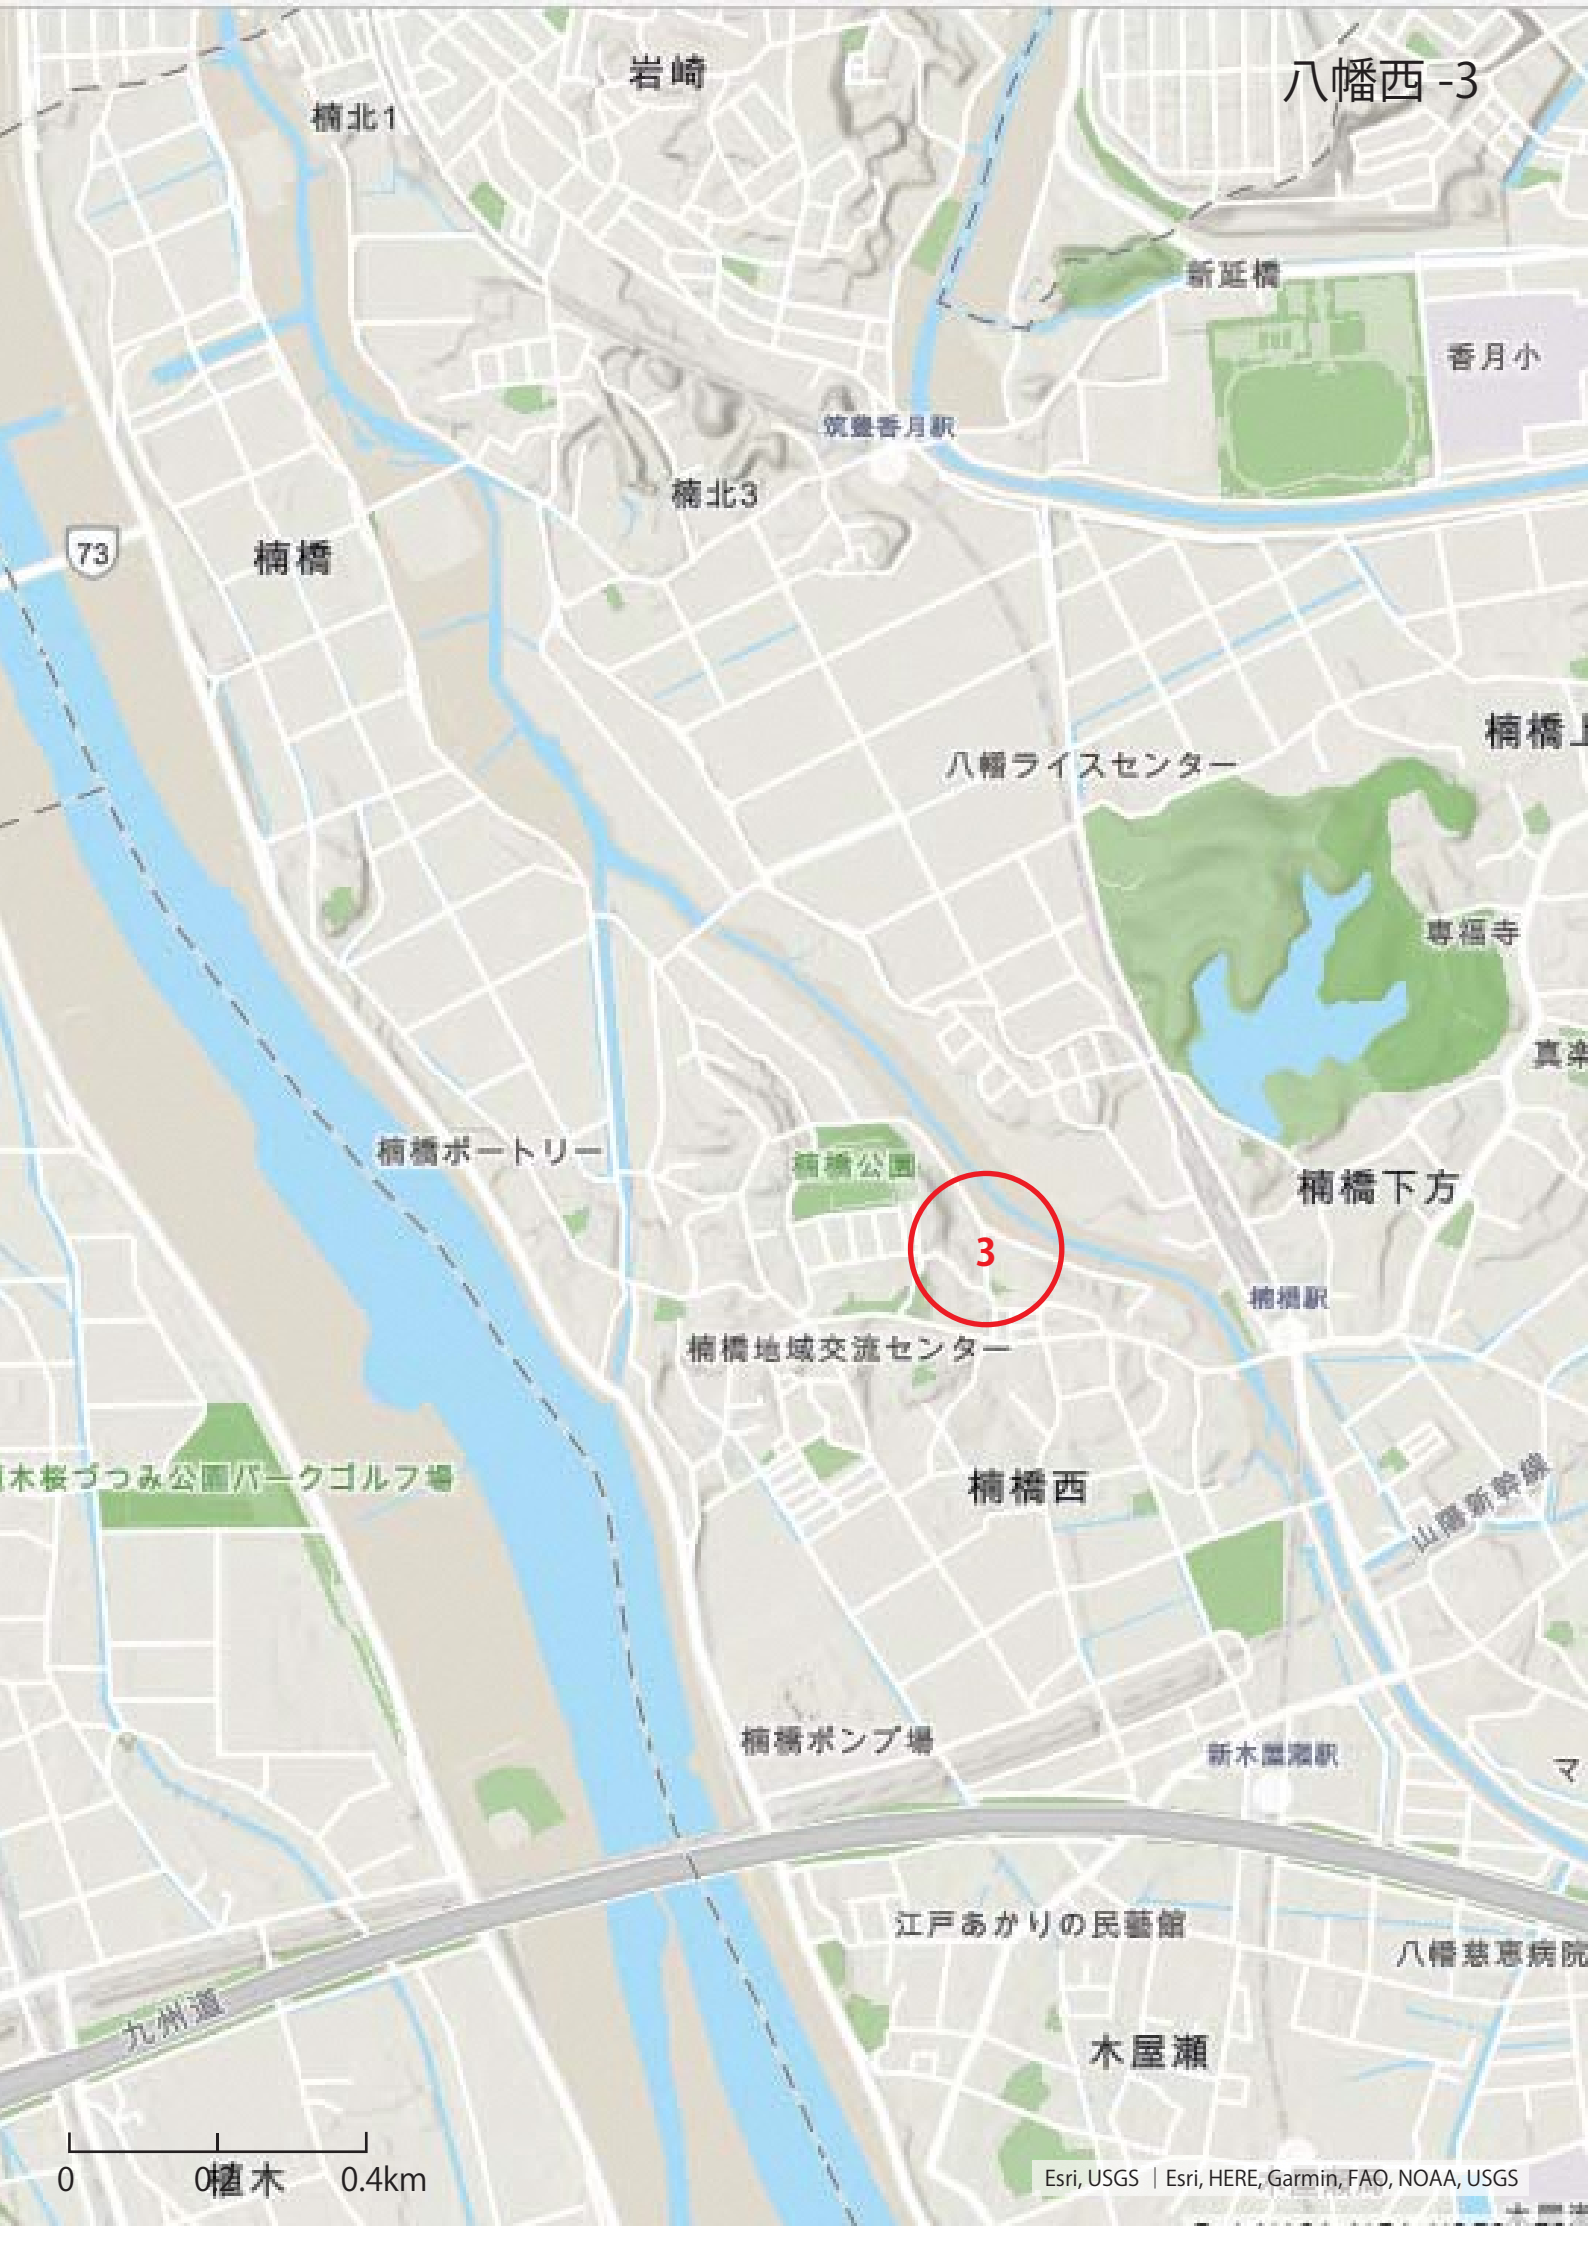 岩崎
八幡西 -3
楠北1
新延橋
香月小
筑豊香月駅
楠北3
73
楠橋
楠橋上
八幡ライスセンター
専福寺
真楽
楠橋ポートリー
楠橋公園
楠橋下方
3
楠橋駅
楠橋地域交流センター
木桜づつみ公園パークゴルフ場
楠橋西
山陽新幹線
楠橋ポンプ場
新木屋瀬駅
マ
江戸あかりの民藝館
八幡慈恵病院
九州道
木屋瀬
0 0.2 0.4km
植木
Esri, USGS | Esri, HERE, Garmin, FAO, NOAA, USGS